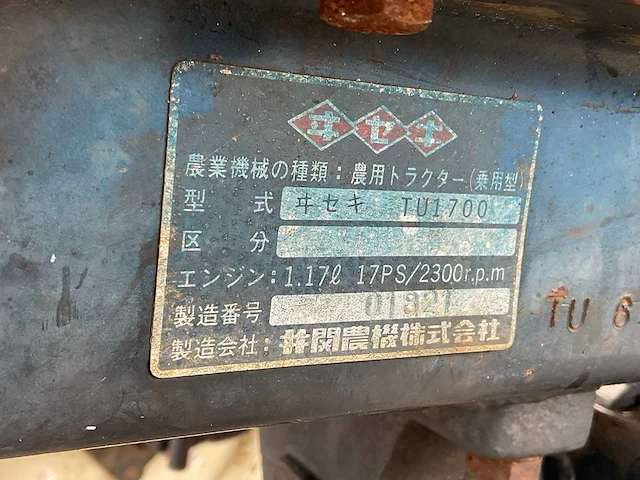 ヰセキ
農業機械の種類：農用トラクター(乗用型)
型式 ヰセキ TU1700
区分
エンジン：1.17ℓ 17PS/2300r.p.m
製造番号 01821
製造会社：井関農機株式会社
TU 6